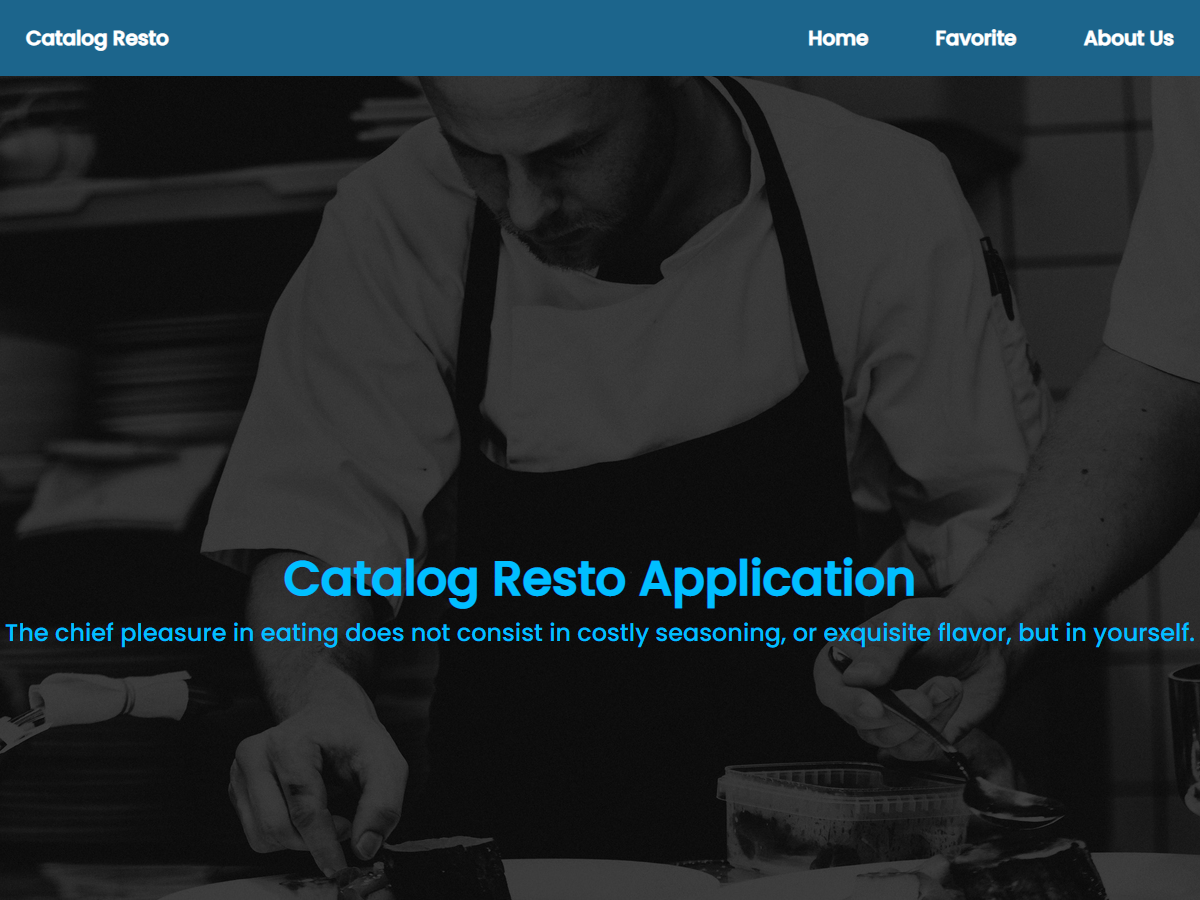 Catalog Resto
Home
Favorite
About Us
Catalog Resto Application
The chief pleasure in eating does not consist in costly seasoning, or exquisite flavor, but in yourself.